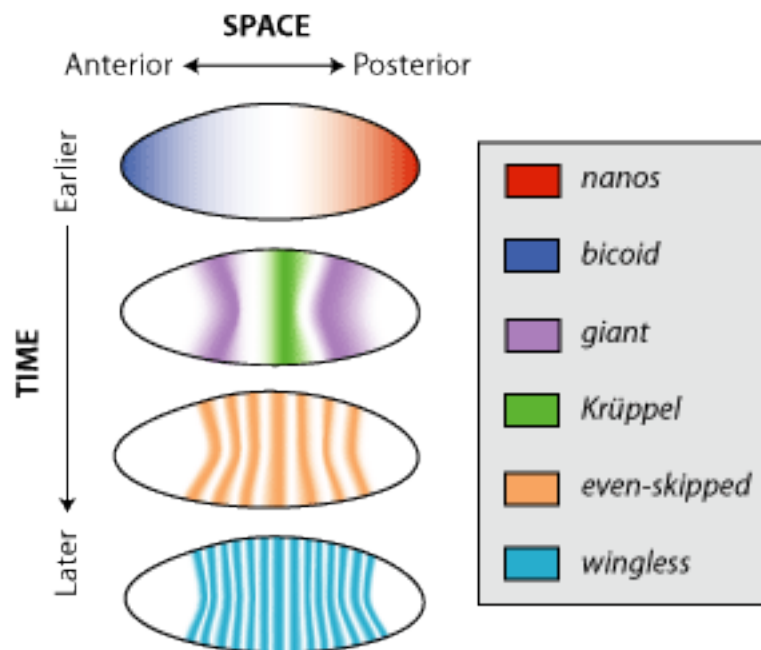 SPACE
Anterior Posterior
Earlier
TIME
Later
nanos
bicoid
giant
Krüppel
even-skipped
wingless